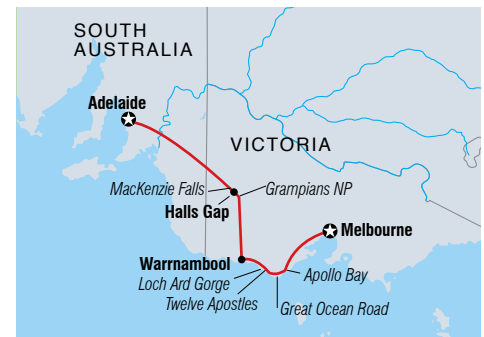 SOUTH
AUSTRALIA
Adelaide
VICTORIA
MacKenzie Falls
Grampians NP
Halls Gap
Melbourne
Warrnambool
Loch Ard Gorge
Apollo Bay
Twelve Apostles
Great Ocean Road